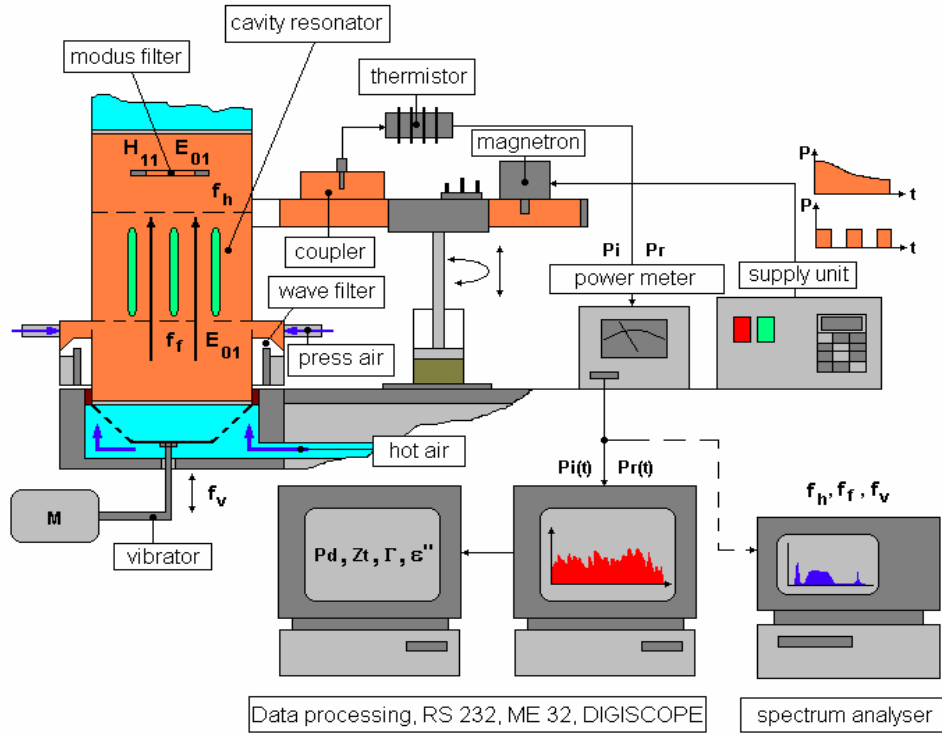 cavity resonator
modus filter
thermistor
magnetron
H11 E01
fh
P
t
P
t
coupler
Pi Pr
wave filter
power meter
supply unit
ff E01
press air
hot air
fv
M
vibrator
Pi(t) Pr(t)
fh, ff, fv
Pd, Zt, Γ, ε"
Data processing, RS 232, ME 32, DIGISCOPE
spectrum analyser